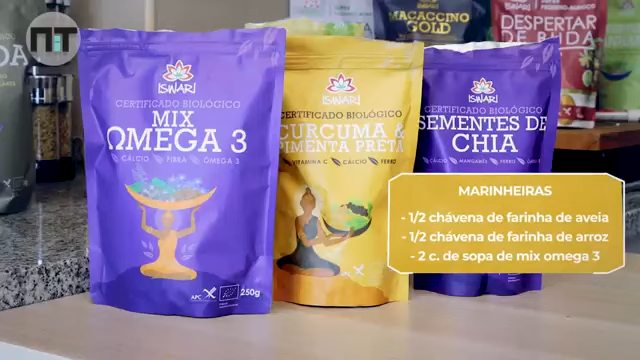 NiT
ISWARI
CERTIFICADO BIOLÓGICO
MIX
OMEGA 3
CÁLCIO
FIBRA
ÓMEGA 3
250g
ISWARI
CERTIFICADO BIOLÓGICO
CURCUMA &
PIMENTA PRETA
VITAMINA C
CÁLCIO
FERRO
ISWARI
CERTIFICADO BIOLÓGICO
SEMENTES DE
CHIA
MACACCINO
GOLD
DESPERTAR
DE BUDA
MARINHEIRAS
- 1/2 chávena de farinha de aveia
- 1/2 chávena de farinha de arroz
- 2 c. de sopa de mix omega 3